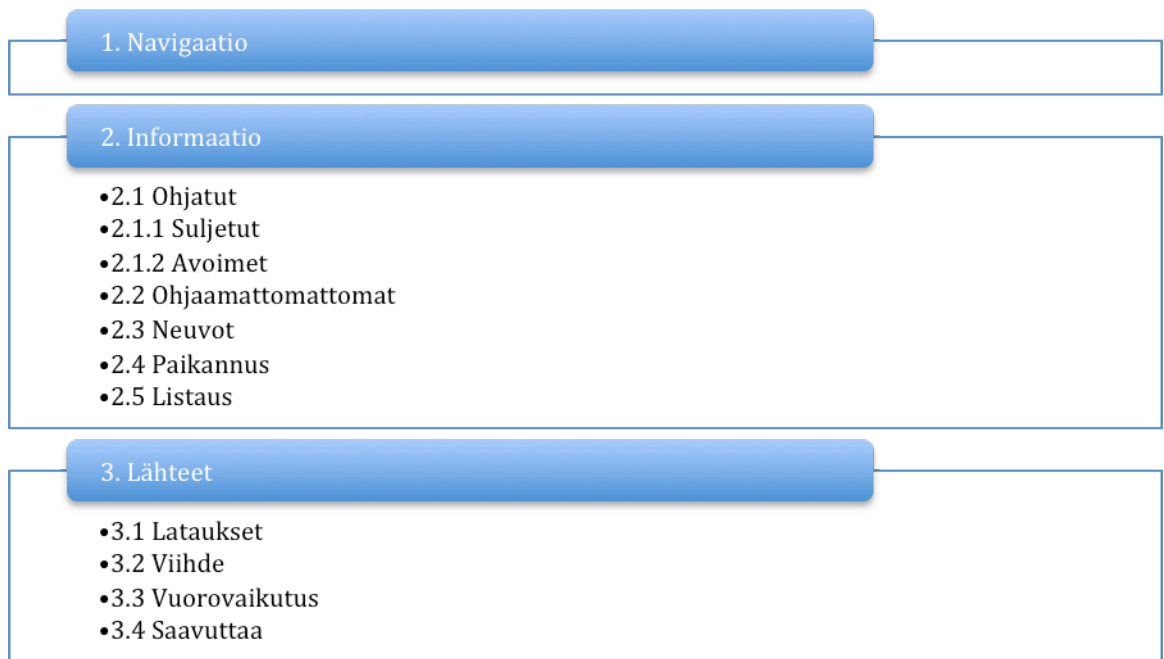 1. Navigaatio
2. Informaatio
•2.1 Ohjatut
•2.1.1 Suljetut
•2.1.2 Avoimet
•2.2 Ohjaamattomattomat
•2.3 Neuvot
•2.4 Paikannus
•2.5 Listaus
3. Lähteet
•3.1 Lataukset
•3.2 Viihde
•3.3 Vuorovaikutus
•3.4 Saavuttaa